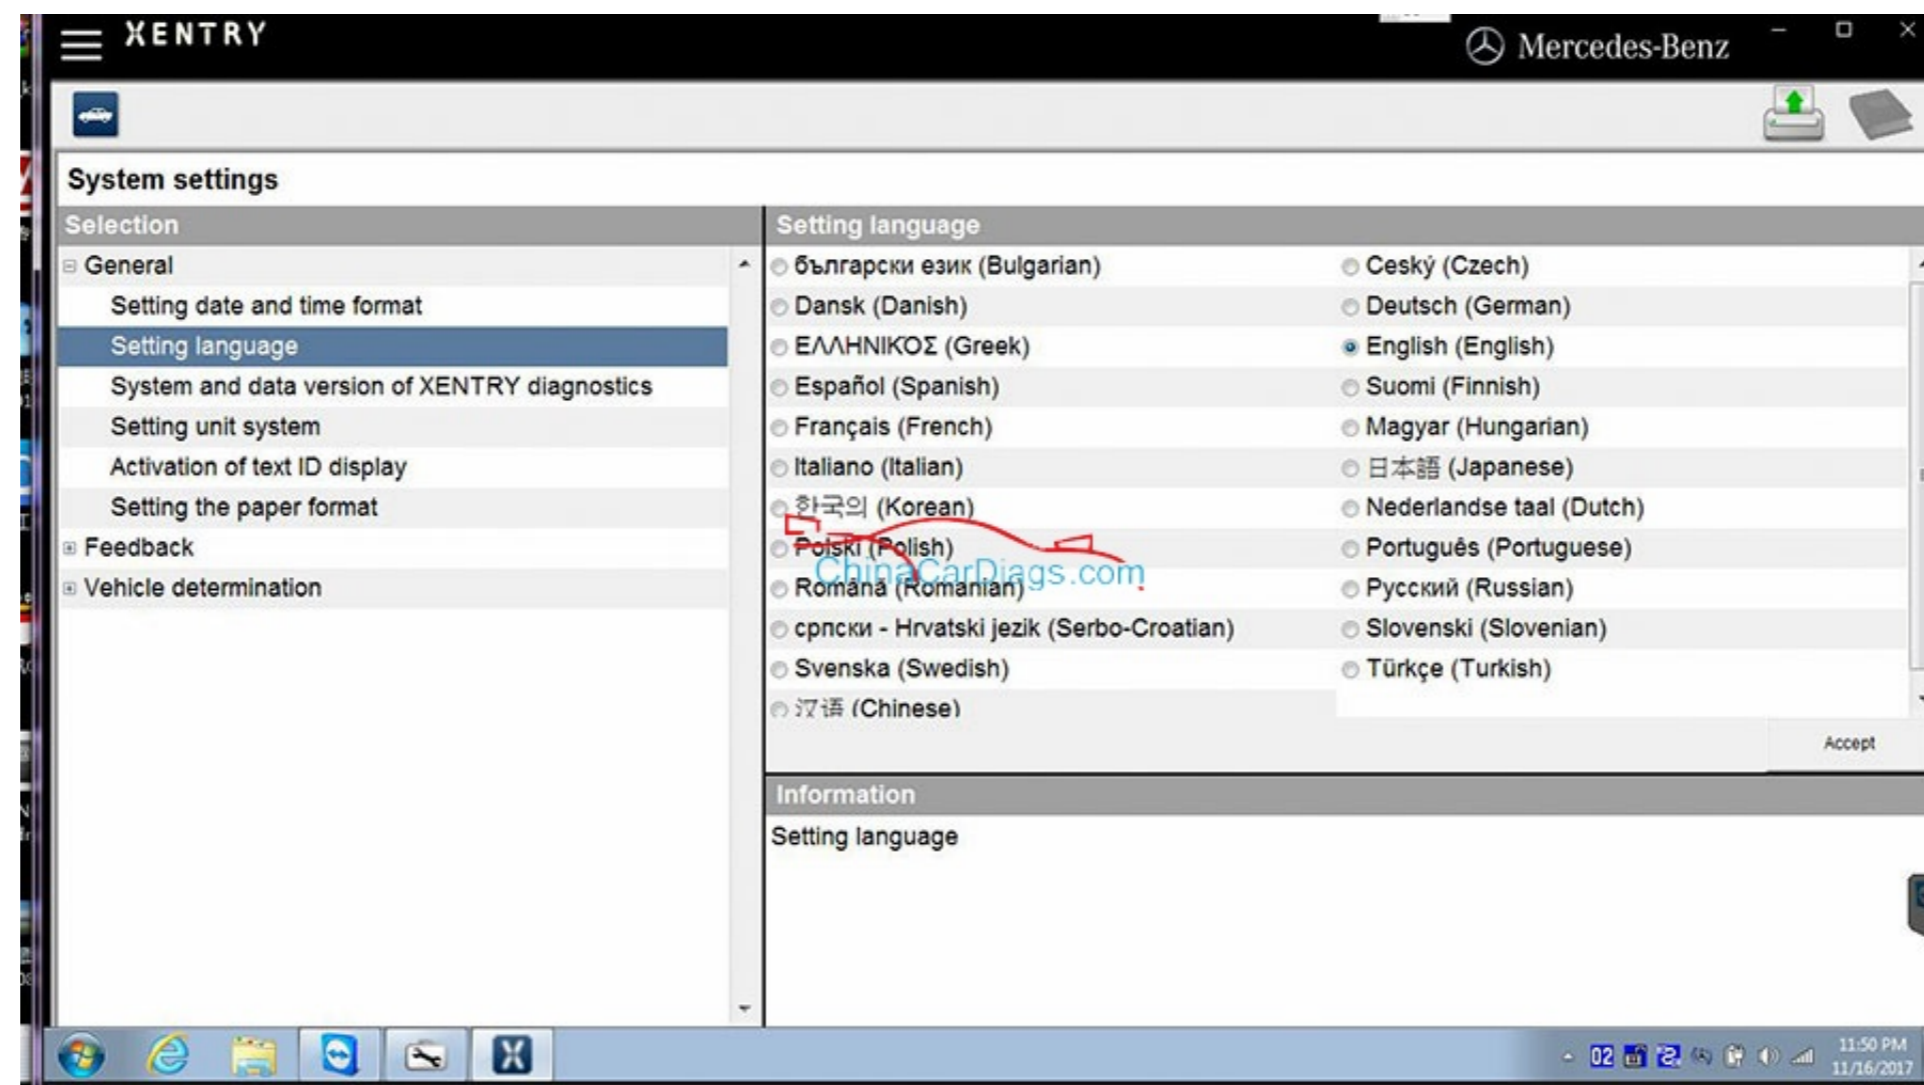 XENTRY
Mercedes-Benz
System settings
Selection
General
Setting date and time format
Setting language
System and data version of XENTRY diagnostics
Setting unit system
Activation of text ID display
Setting the paper format
Feedback
Vehicle determination
Setting language
български език (Bulgarian)
Ceský (Czech)
Dansk (Danish)
Deutsch (German)
ΕΛΛΗΝΙΚΌΣ (Greek)
English (English)
Español (Spanish)
Suomi (Finnish)
Français (French)
Magyar (Hungarian)
Italiano (Italian)
日本語 (Japanese)
한국의 (Korean)
Nederlandse taal (Dutch)
Polski (Polish)
Português (Portuguese)
ChinaCarDiags.com
Română (Romanian)
Русский (Russian)
српски - Hrvatski jezik (Serbo-Croatian)
Slovenski (Slovenian)
Svenska (Swedish)
Türkçe (Turkish)
汉语 (Chinese)
Accept
Information
Setting language
02
11:50 PM
11/16/2017